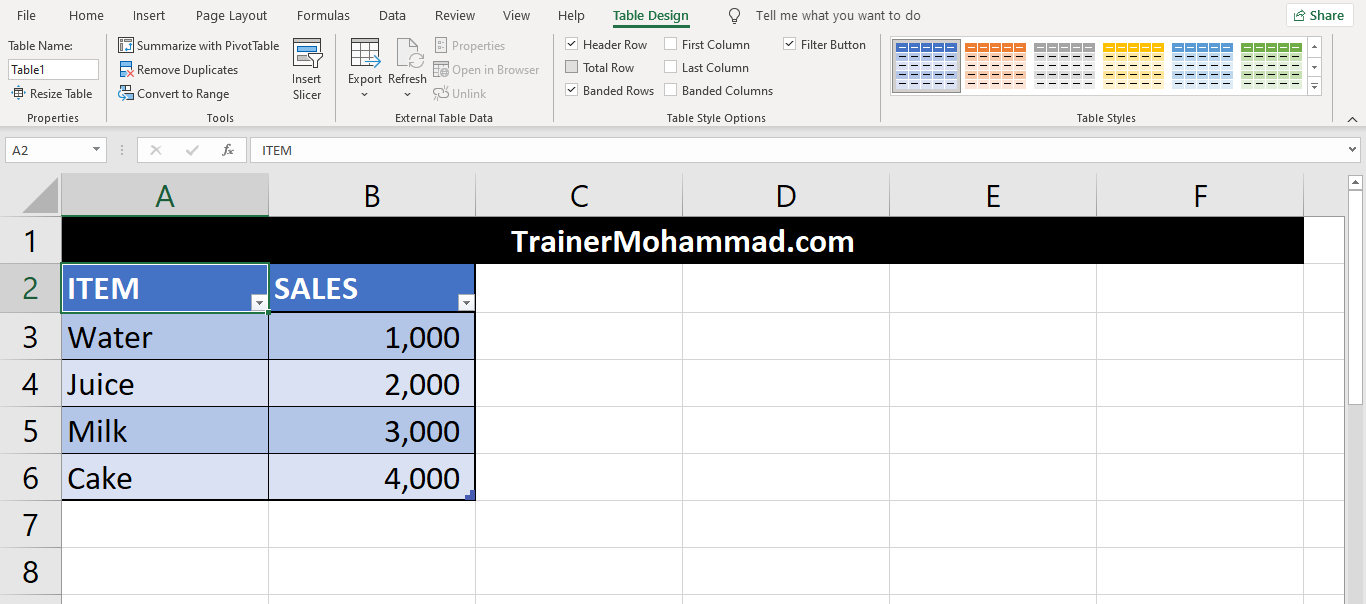 File Home Insert Page Layout Formulas Data Review View Help Table Design Tell me what you want to do Share
Table Name:
Table1
Resize Table
Properties
Summarize with PivotTable
Remove Duplicates
Convert to Range
Tools
Insert
Slicer
Export Refresh
Properties
Open in Browser
Unlink
External Table Data
Header Row First Column Filter Button
Total Row Last Column
Banded Rows Banded Columns
Table Style Options
Table Styles
A2 fx ITEM
A B C D E F
1 TrainerMohammad.com
2 ITEM SALES
3 Water 1,000
4 Juice 2,000
5 Milk 3,000
6 Cake 4,000
7
8